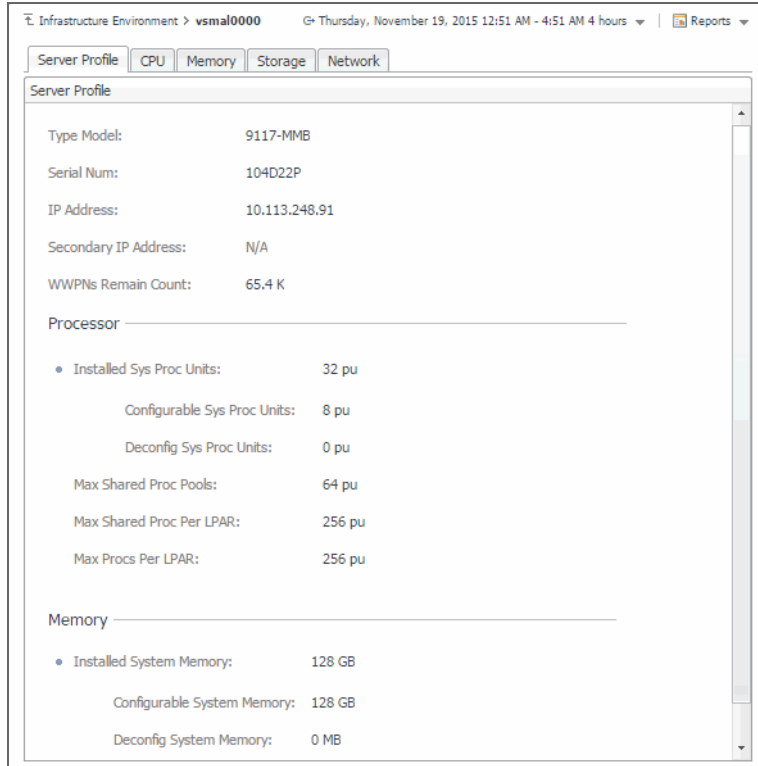 Infrastructure Environment > vsmal0000 Thursday, November 19, 2015 12:51 AM - 4:51 AM 4 hours | Reports
Server Profile CPU Memory Storage Network
Server Profile
Type Model: 9117-MMB
Serial Num: 104D22P
IP Address: 10.113.248.91
Secondary IP Address: N/A
WWPNs Remain Count: 65.4 K
Processor
• Installed Sys Proc Units: 32 pu
Configurable Sys Proc Units: 8 pu
Deconfig Sys Proc Units: 0 pu
Max Shared Proc Pools: 64 pu
Max Shared Proc Per LPAR: 256 pu
Max Procs Per LPAR: 256 pu
Memory
• Installed System Memory: 128 GB
Configurable System Memory: 128 GB
Deconfig System Memory: 0 MB